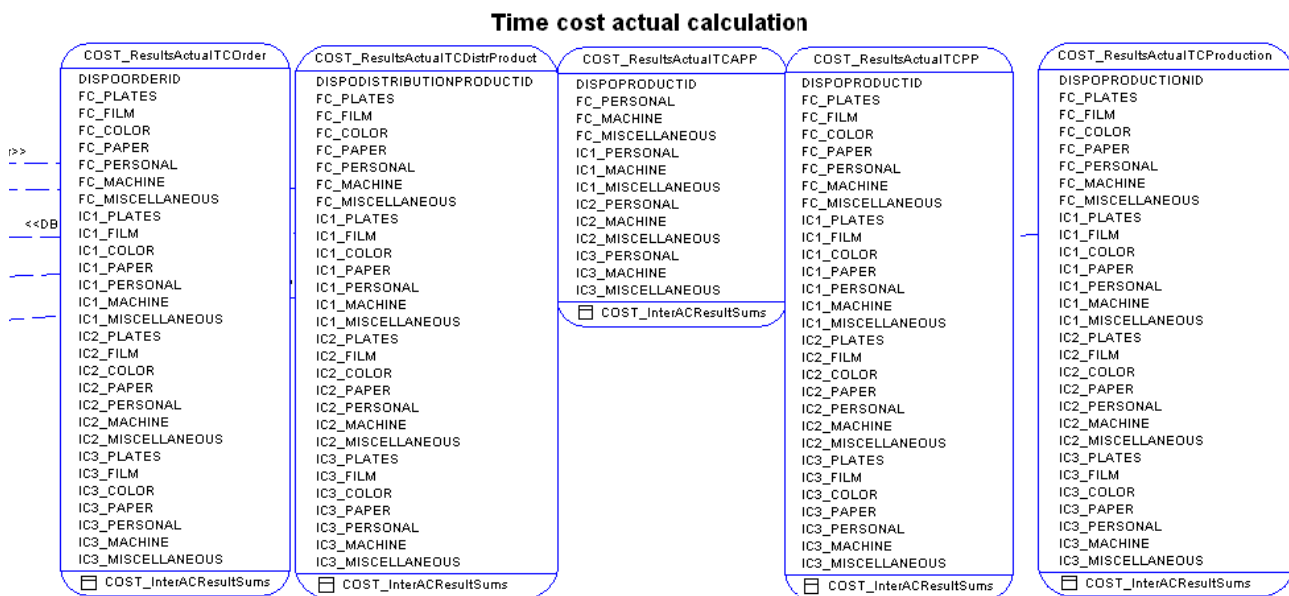 Time cost actual calculation
>>
<<DB
COST_ResultsActualTCOrder
DISPOORDERID
FC_PLATES
FC_FILM
FC_COLOR
FC_PAPER
FC_PERSONAL
FC_MACHINE
FC_MISCELLANEOUS
IC1_PLATES
IC1_FILM
IC1_COLOR
IC1_PAPER
IC1_PERSONAL
IC1_MACHINE
IC1_MISCELLANEOUS
IC2_PLATES
IC2_FILM
IC2_COLOR
IC2_PAPER
IC2_PERSONAL
IC2_MACHINE
IC2_MISCELLANEOUS
IC3_PLATES
IC3_FILM
IC3_COLOR
IC3_PAPER
IC3_PERSONAL
IC3_MACHINE
IC3_MISCELLANEOUS
COST_InterACResultSums
COST_ResultsActualTCDistrProduct
DISPODISTRIBUTIONPRODUCTID
FC_PLATES
FC_FILM
FC_COLOR
FC_PAPER
FC_PERSONAL
FC_MACHINE
FC_MISCELLANEOUS
IC1_PLATES
IC1_FILM
IC1_COLOR
IC1_PAPER
IC1_PERSONAL
IC1_MACHINE
IC1_MISCELLANEOUS
IC2_PLATES
IC2_FILM
IC2_COLOR
IC2_PAPER
IC2_PERSONAL
IC2_MACHINE
IC2_MISCELLANEOUS
IC3_PLATES
IC3_FILM
IC3_COLOR
IC3_PAPER
IC3_PERSONAL
IC3_MACHINE
IC3_MISCELLANEOUS
COST_InterACResultSums
COST_ResultsActualTCAPP
DISPOPRODUCTID
FC_PERSONAL
FC_MACHINE
FC_MISCELLANEOUS
IC1_PERSONAL
IC1_MACHINE
IC1_MISCELLANEOUS
IC2_PERSONAL
IC2_MACHINE
IC2_MISCELLANEOUS
IC3_PERSONAL
IC3_MACHINE
IC3_MISCELLANEOUS
COST_InterACResultSums
COST_ResultsActualTCPP
DISPOPRODUCTID
FC_PLATES
FC_FILM
FC_COLOR
FC_PAPER
FC_PERSONAL
FC_MACHINE
FC_MISCELLANEOUS
IC1_PLATES
IC1_FILM
IC1_COLOR
IC1_PAPER
IC1_PERSONAL
IC1_MACHINE
IC1_MISCELLANEOUS
IC2_PLATES
IC2_FILM
IC2_COLOR
IC2_PAPER
IC2_PERSONAL
IC2_MACHINE
IC2_MISCELLANEOUS
IC3_PLATES
IC3_FILM
IC3_COLOR
IC3_PAPER
IC3_PERSONAL
IC3_MACHINE
IC3_MISCELLANEOUS
COST_InterACResultSums
COST_ResultsActualTCProduction
DISPOPRODUCTIONID
FC_PLATES
FC_FILM
FC_COLOR
FC_PAPER
FC_PERSONAL
FC_MACHINE
FC_MISCELLANEOUS
IC1_PLATES
IC1_FILM
IC1_COLOR
IC1_PAPER
IC1_PERSONAL
IC1_MACHINE
IC1_MISCELLANEOUS
IC2_PLATES
IC2_FILM
IC2_COLOR
IC2_PAPER
IC2_PERSONAL
IC2_MACHINE
IC2_MISCELLANEOUS
IC3_PLATES
IC3_FILM
IC3_COLOR
IC3_PAPER
IC3_PERSONAL
IC3_MACHINE
IC3_MISCELLANEOUS
COST_InterACResultSums